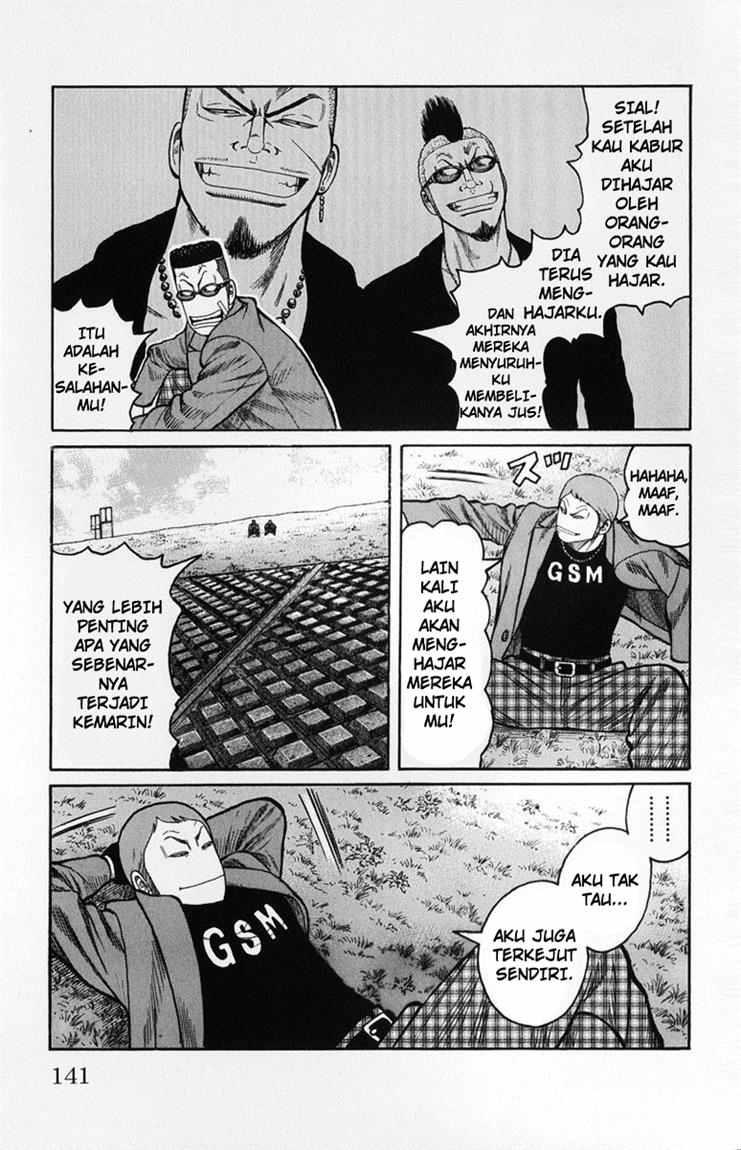 SIAL!
SETELAH
KAU KABUR
AKU
DIHAJAR
OLEH
ORANG-
ORANG
YANG KAU
HAJAR.
DIA
TERUS
MENG-
HAJARKU.
DAN
AKHIRNYA
MEREKA
MENYURUH-
KU
MEMBELI-
KANYA JUS!
ITU
ADALAH
KE-
SALAHAN-
MU!
HAHAHA,
MAAF,
MAAF.
ズッ
GSM
LAIN
KALI
AKU
AKAN
MENG-
HAJAR
MEREKA
UNTUK
MU!
YANG LEBIH
PENTING
APA YANG
SEBENAR-
NYA
TERJADI
KEMARIN!
......
AKU TAK
TAU...
AKU JUGA
TERKEJUT
SENDIRI.
GSM
141